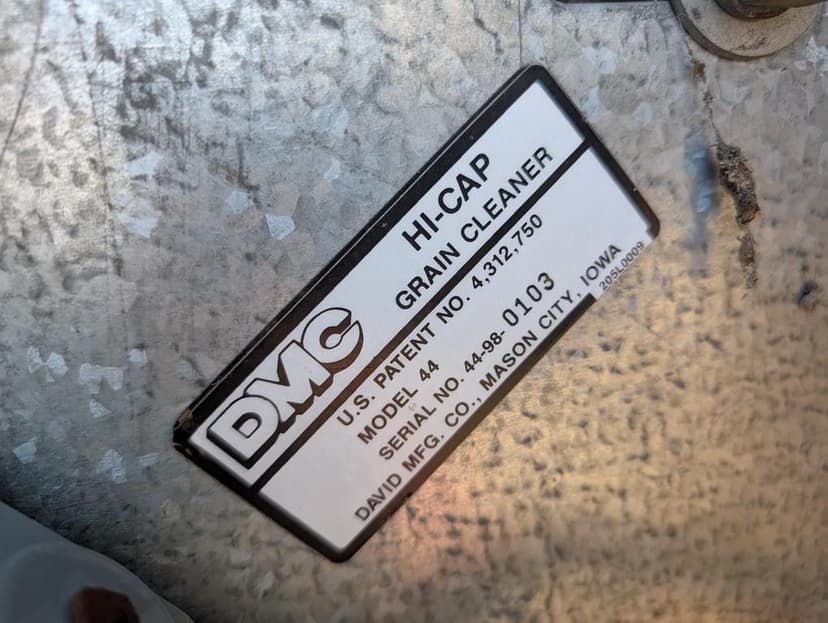 DMC
HI-CAP
GRAIN CLEANER
U.S. PATENT NO. 4,312,750
MODEL 44
SERIAL NO. 44-98-0103
DAVID MFG. CO., MASON CITY, IOWA
205L0009